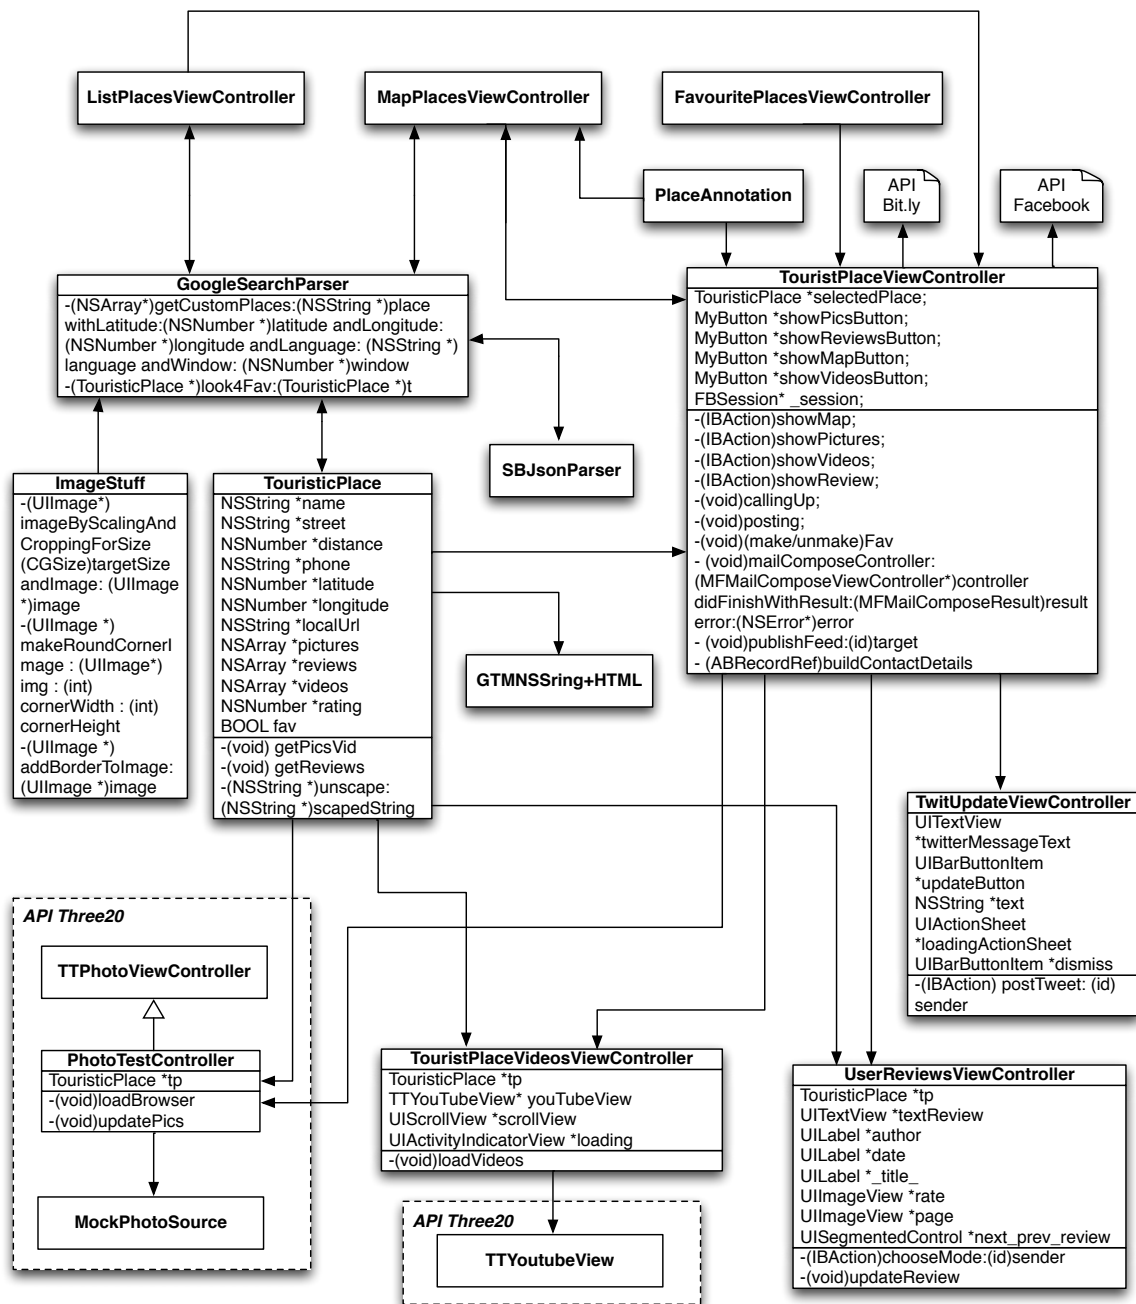 ListPlacesViewController
MapPlacesViewController
FavouritePlacesViewController
PlaceAnnotation
API
Bit.ly
API
Facebook
GoogleSearchParser
-(NSArray*)getCustomPlaces:(NSString *)place
withLatitude:(NSNumber *)latitude andLongitude:
(NSNumber *)longitude andLanguage: (NSString *)
language andWindow: (NSNumber *)window
-(TouristicPlace *)look4Fav:(TouristicPlace *)t
TouristPlaceViewController
TouristicPlace *selectedPlace;
MyButton *showPicsButton;
MyButton *showReviewsButton;
MyButton *showMapButton;
MyButton *showVideosButton;
FBSession* _session;
-(IBAction)showMap;
-(IBAction)showPictures;
-(IBAction)showVideos;
-(IBAction)showReview;
-(void)callingUp;
-(void)posting;
-(void)(make/unmake)Fav
- (void)mailComposeController:
(MFMailComposeViewController*)controller
didFinishWithResult:(MFMailComposeResult)result
error:(NSError*)error
- (void)publishFeed:(id)target
- (ABRecordRef)buildContactDetails
SBJsonParser
ImageStuff
-(UIImage*)
imageByScalingAnd
CroppingForSize
(CGSize)targetSize
andImage: (UIImage
*)image
-(UIImage *)
makeRoundCornerI
mage : (UIImage*)
img : (int)
cornerWidth : (int)
cornerHeight
-(UIImage *)
addBorderToImage:
(UIImage *)image
TouristicPlace
NSString *name
NSString *street
NSNumber *distance
NSString *phone
NSNumber *latitude
NSNumber *longitude
NSString *localUrl
NSArray *pictures
NSArray *reviews
NSArray *videos
NSNumber *rating
BOOL fav
-(void) getPicsVid
-(void) getReviews
-(NSString *)unscape:
(NSString *)scapedString
GTMNSSring+HTML
TwitUpdateViewController
UITextView
*twitterMessageText
UIBarButtonItem
*updateButton
NSString *text
UIActionSheet
*loadingActionSheet
UIBarButtonItem *dismiss
-(IBAction) postTweet: (id)
sender
API Three20
TTPhotoViewController
PhotoTestController
TouristicPlace *tp
-(void)loadBrowser
-(void)updatePics
MockPhotoSource
TouristPlaceVideosViewController
TouristicPlace *tp
TTYouTubeView* youTubeView
UIScrollView *scrollView
UIActivityIndicatorView *loading
-(void)loadVideos
API Three20
TTYoutubeView
UserReviewsViewController
TouristicPlace *tp
UITextView *textReview
UILabel *author
UILabel *date
UILabel *_title_
UIImageView *rate
UIImageView *page
UISegmentedControl *next_prev_review
-(IBAction)chooseMode:(id)sender
-(void)updateReview